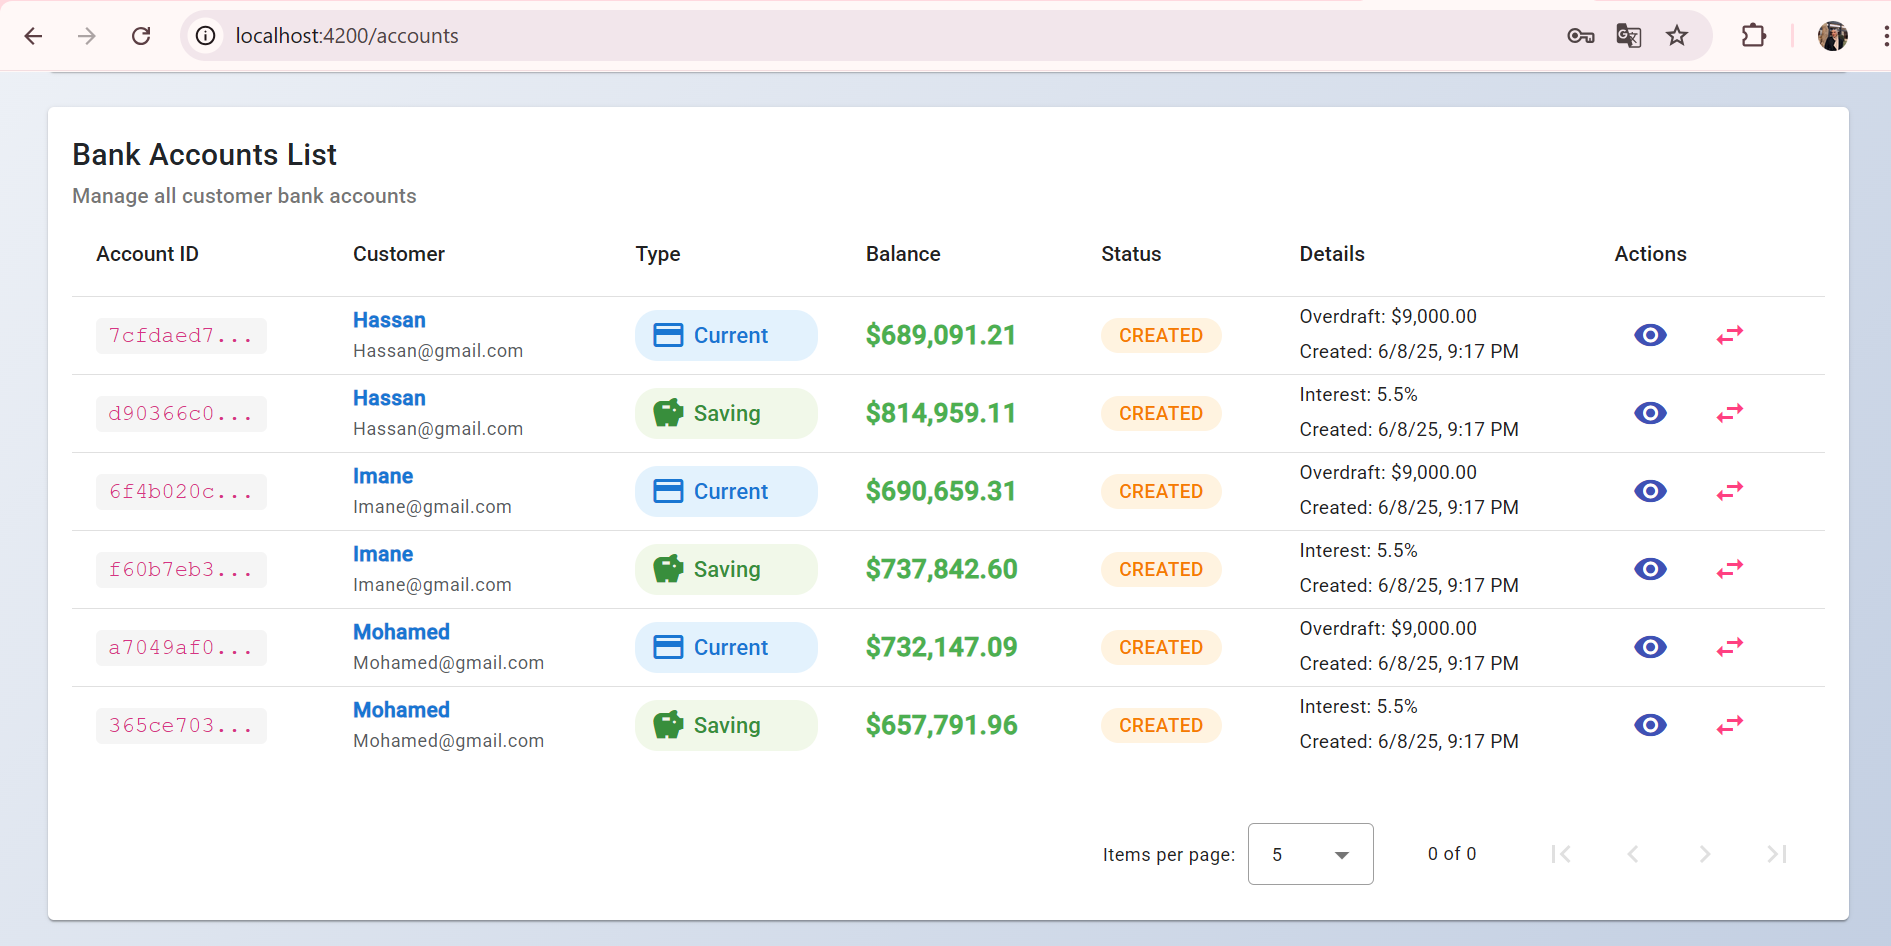 localhost:4200/accounts
Bank Accounts List
Manage all customer bank accounts
Account ID Customer Type Balance Status Details Actions
7cfdaed7... Hassan Hassan@gmail.com Current $689,091.21 CREATED Overdraft: $9,000.00 Created: 6/8/25, 9:17 PM
d90366c0... Hassan Hassan@gmail.com Saving $814,959.11 CREATED Interest: 5.5% Created: 6/8/25, 9:17 PM
6f4b020c... Imane Imane@gmail.com Current $690,659.31 CREATED Overdraft: $9,000.00 Created: 6/8/25, 9:17 PM
f60b7eb3... Imane Imane@gmail.com Saving $737,842.60 CREATED Interest: 5.5% Created: 6/8/25, 9:17 PM
a7049af0... Mohamed Mohamed@gmail.com Current $732,147.09 CREATED Overdraft: $9,000.00 Created: 6/8/25, 9:17 PM
365ce703... Mohamed Mohamed@gmail.com Saving $657,791.96 CREATED Interest: 5.5% Created: 6/8/25, 9:17 PM
Items per page: 5 0 of 0